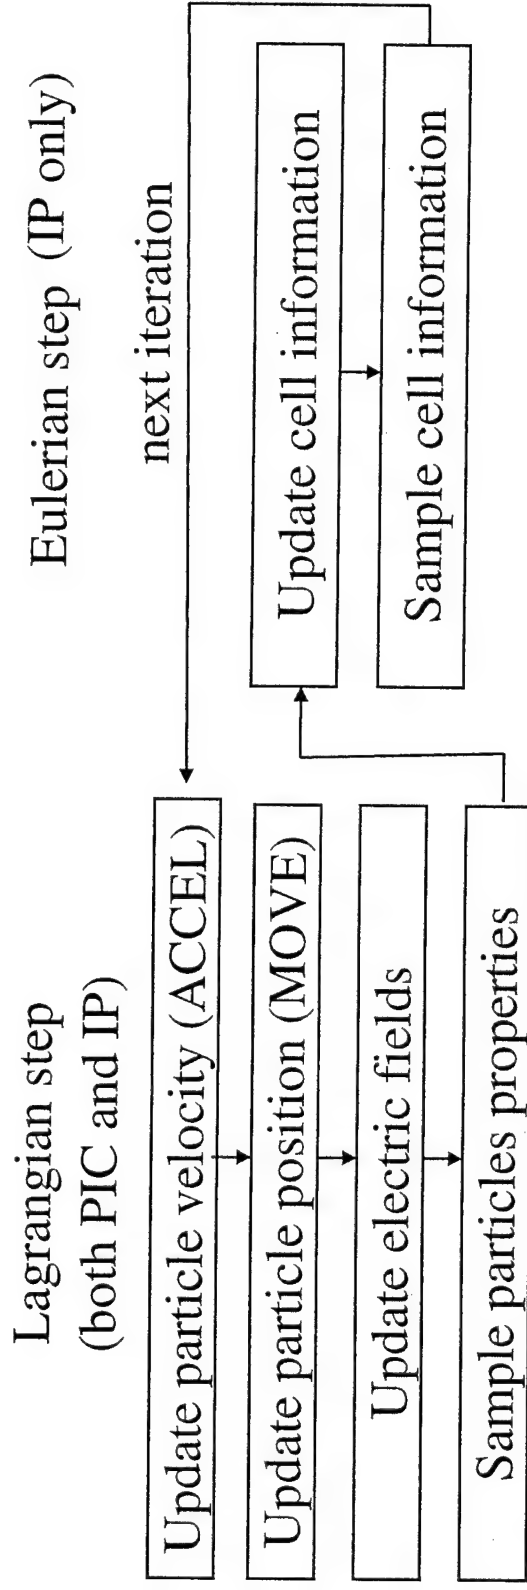 Lagrangian step
(both PIC and IP)
Update particle velocity (ACCEL)
Update particle position (MOVE)
Update electric fields
Sample particles properties
Eulerian step (IP only)
next iteration
Update cell information
Sample cell information